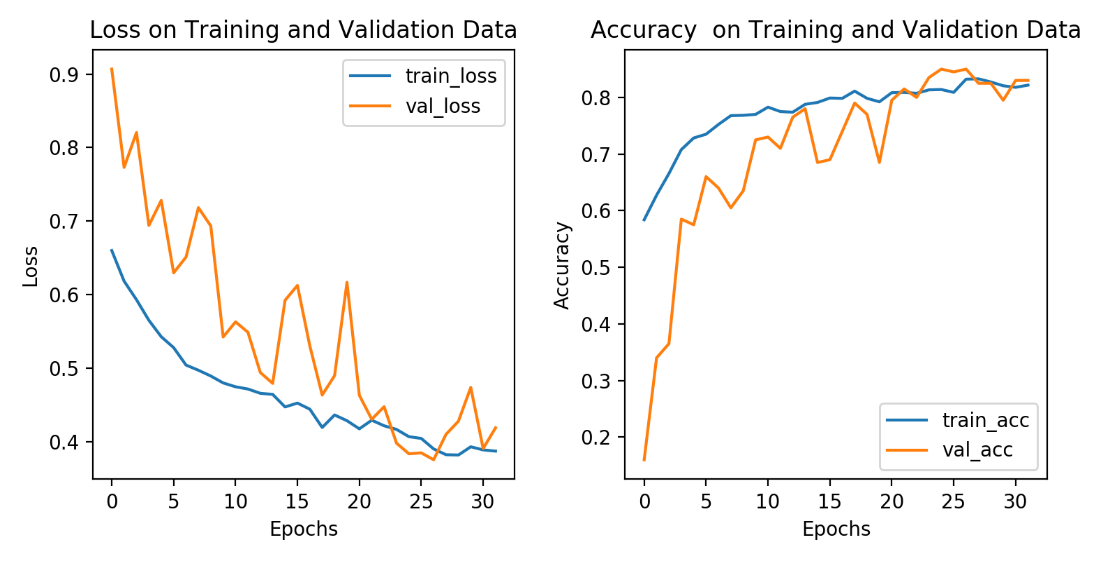 Loss on Training and Validation Data
train_loss
val_loss
0.9
0.8
0.7
0.6
0.5
0.4
Loss
0 5 10 15 20 25 30
Epochs
Accuracy  on Training and Validation Data
0.8
0.7
0.6
0.5
0.4
0.3
0.2
Accuracy
train_acc
val_acc
0 5 10 15 20 25 30
Epochs